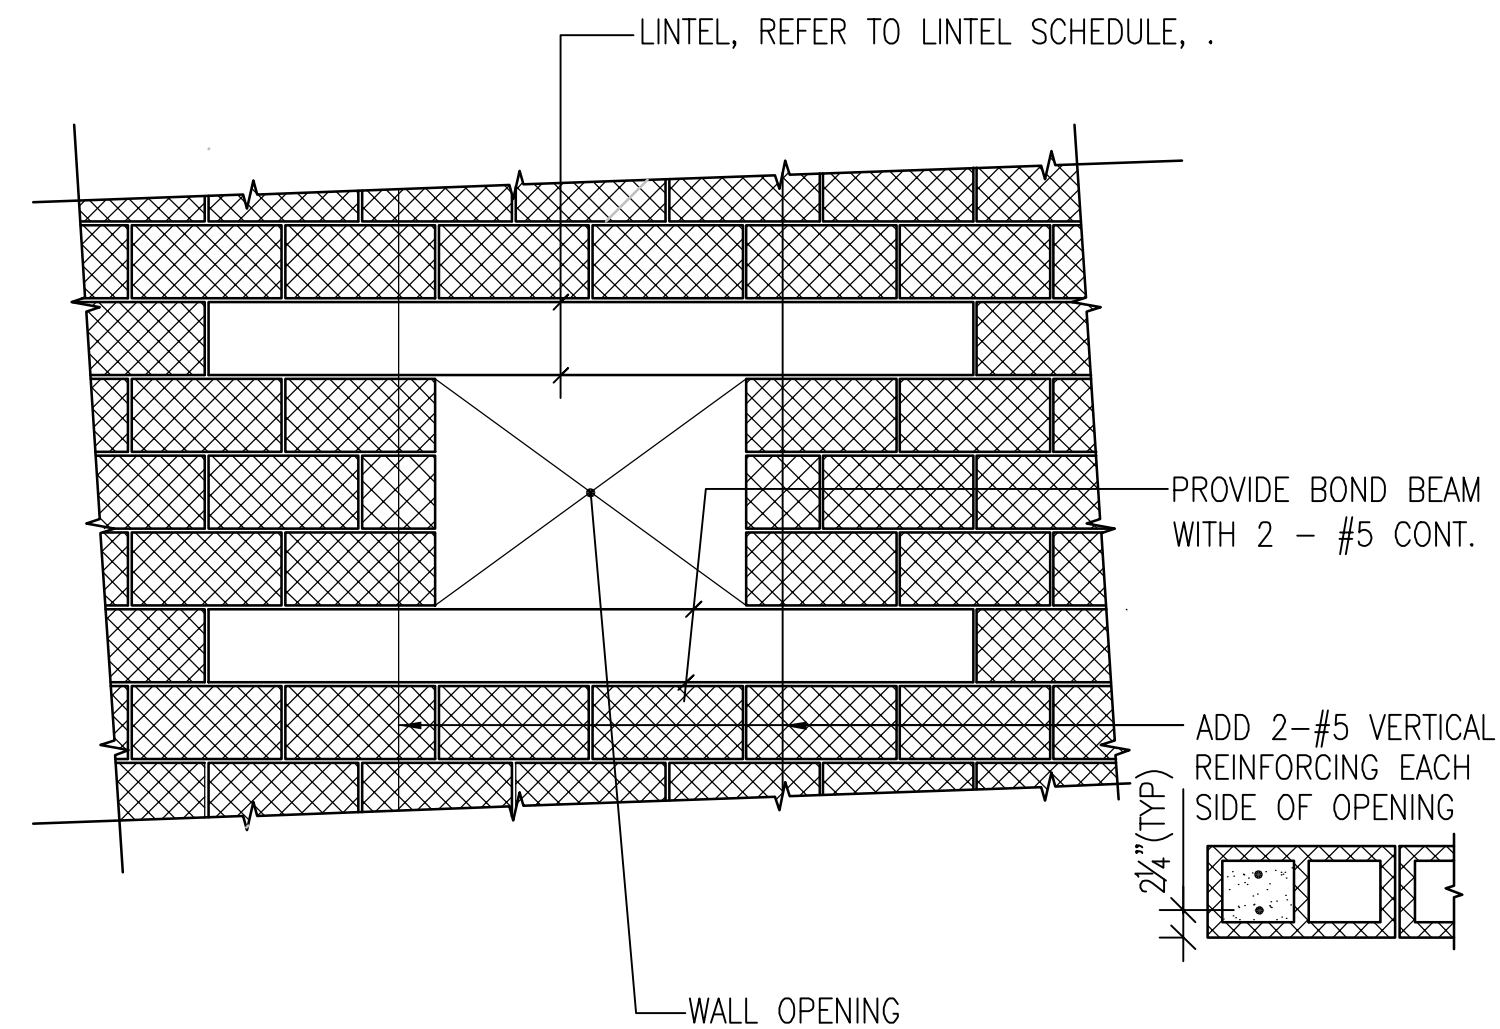 LINTEL, REFER TO LINTEL SCHEDULE, .
PROVIDE BOND BEAM
WITH 2 - #5 CONT.
ADD 2-#5 VERTICAL
REINFORCING EACH
SIDE OF OPENING
2¼"(TYP)
WALL OPENING